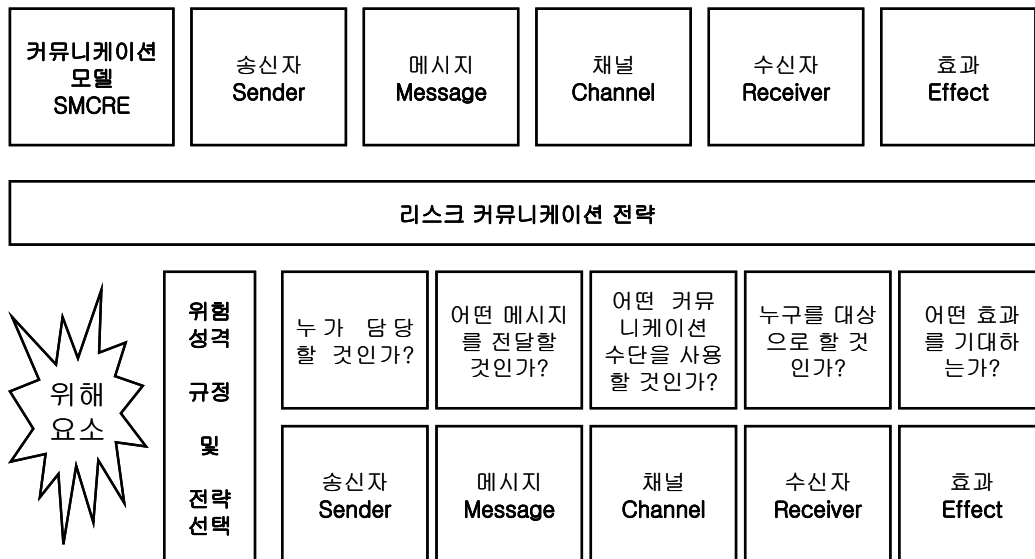 커뮤니케이션
모델
SMCRE
송신자
Sender
메시지
Message
채널
Channel
수신자
Receiver
효과
Effect
리스크 커뮤니케이션 전략
위해
요소
위험
성격
규정
및
전략
선택
누가 담당
할 것인가?
어떤 메시지
를 전달할
것인가?
어떤 커뮤
니케이션
수단을 사용
할 것인가?
누구를 대상
으로 할 것
인가?
어떤 효과
를 기대하
는가?
송신자
Sender
메시지
Message
채널
Channel
수신자
Receiver
효과
Effect